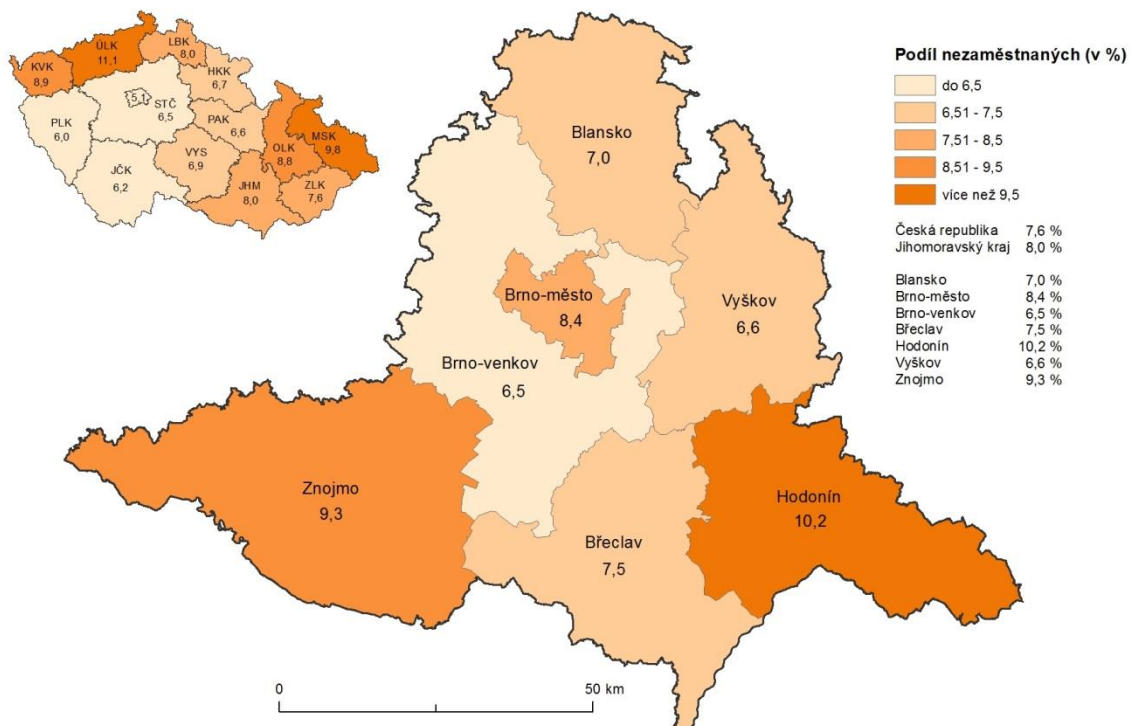 ÚLK
11,1
LBK
8,0
KVK
8,9
HKK
6,7
5,1
STČ
6,5
PLK
6,0
PAK
6,6
MSK
9,8
OLK
8,8
VYS
6,9
JČK
6,2
JHM
8,0
ZLK
7,6
Blansko
7,0
Brno-město
8,4
Vyškov
6,6
Brno-venkov
6,5
Znojmo
9,3
Hodonín
10,2
Břeclav
7,5
0 50 km
Podíl nezaměstnaných (v %)
do 6,5
6,51 - 7,5
7,51 - 8,5
8,51 - 9,5
více než 9,5
Česká republika 7,6 %
Jihomoravský kraj 8,0 %
Blansko 7,0 %
Brno-město 8,4 %
Brno-venkov 6,5 %
Břeclav 7,5 %
Hodonín 10,2 %
Vyškov 6,6 %
Znojmo 9,3 %